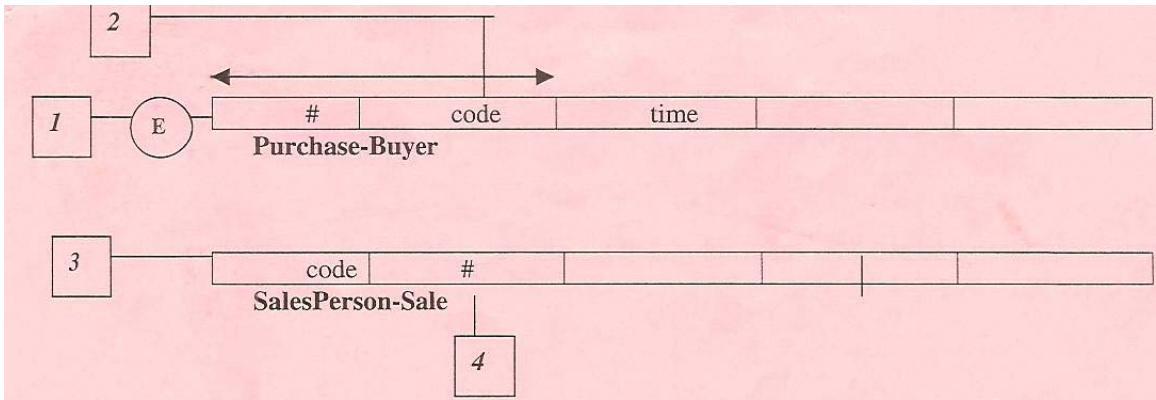 2
1 E # code time
Purchase-Buyer
3 code #
SalesPerson-Sale
4